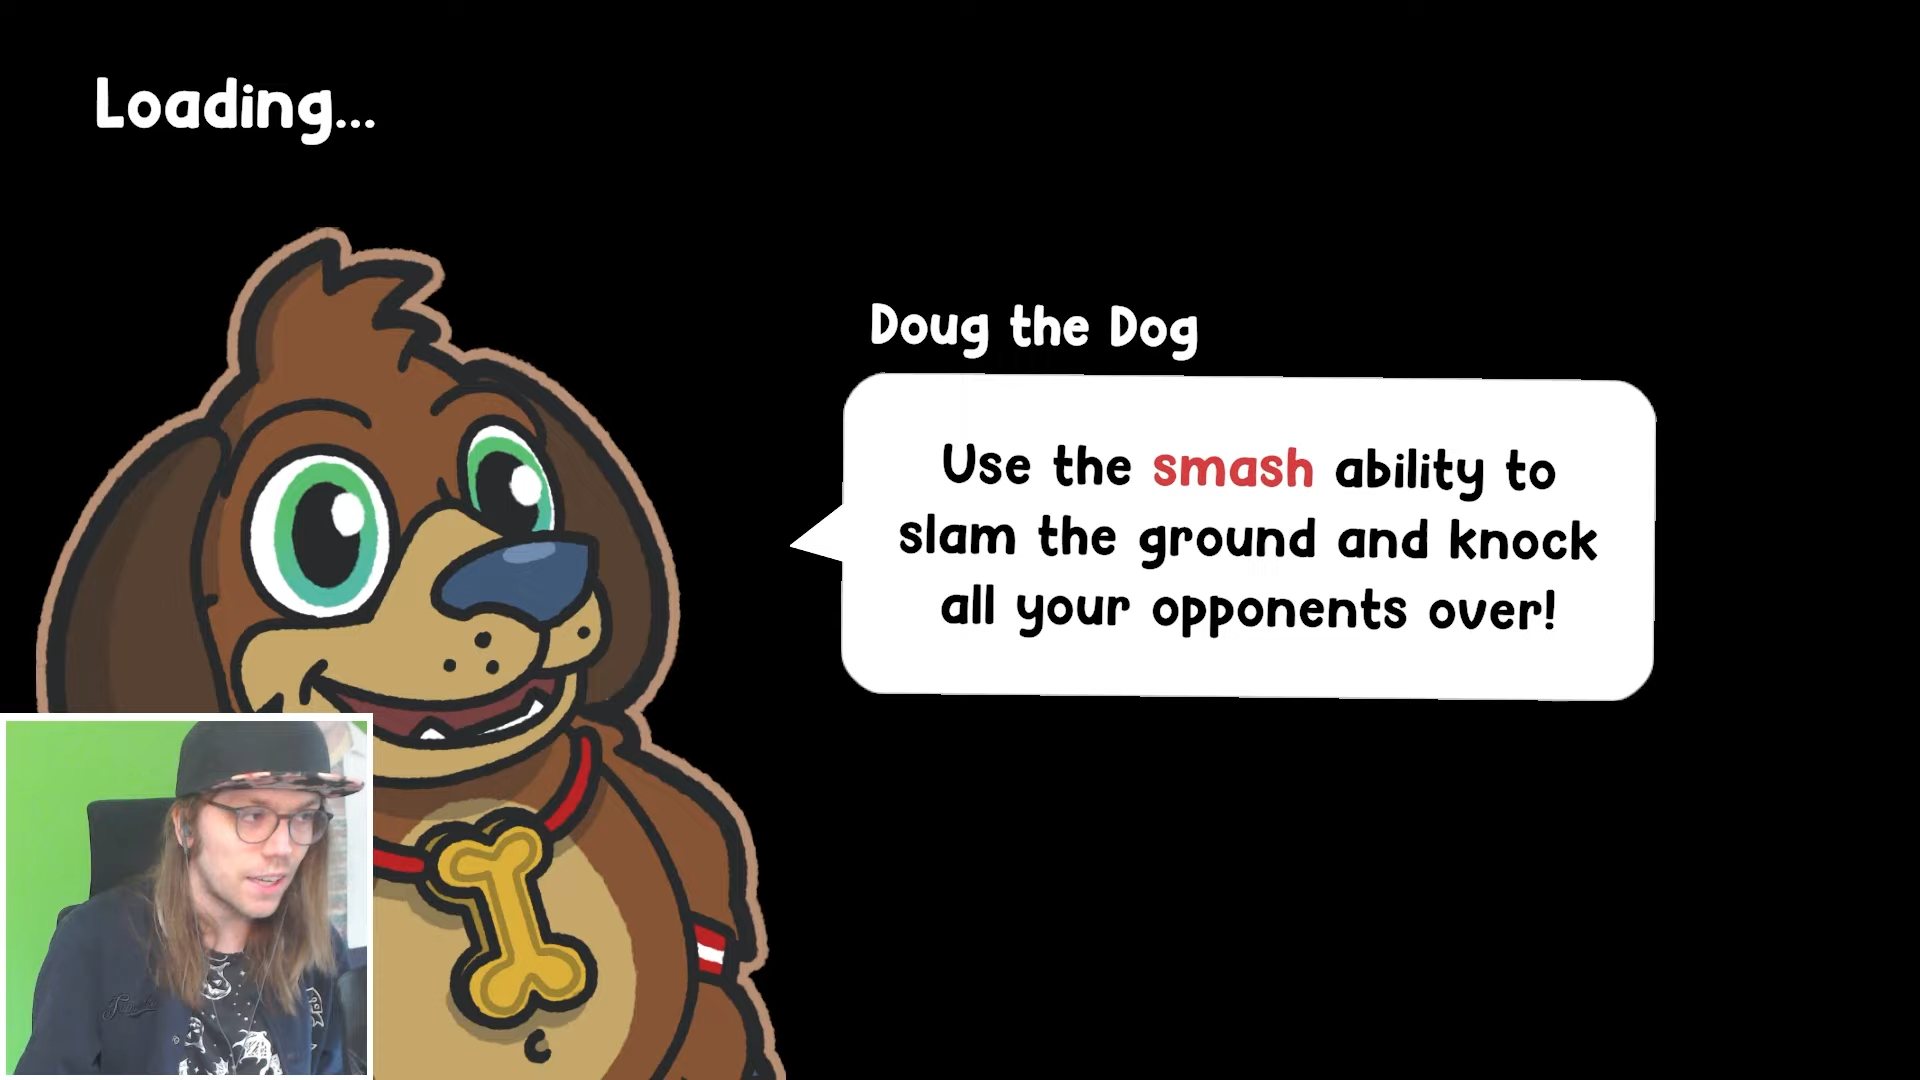 Loading...
Doug the Dog
Use the smash ability to
slam the ground and knock
all your opponents over!